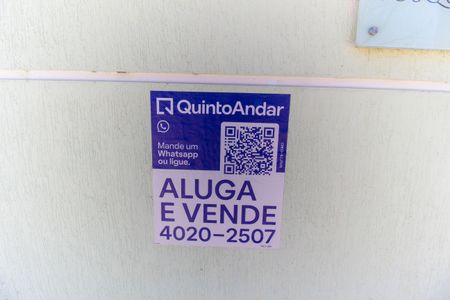 QuintoAndar
Mande um
Whatsapp
ou ligue.
ALUGA
E VENDE
4020-2507